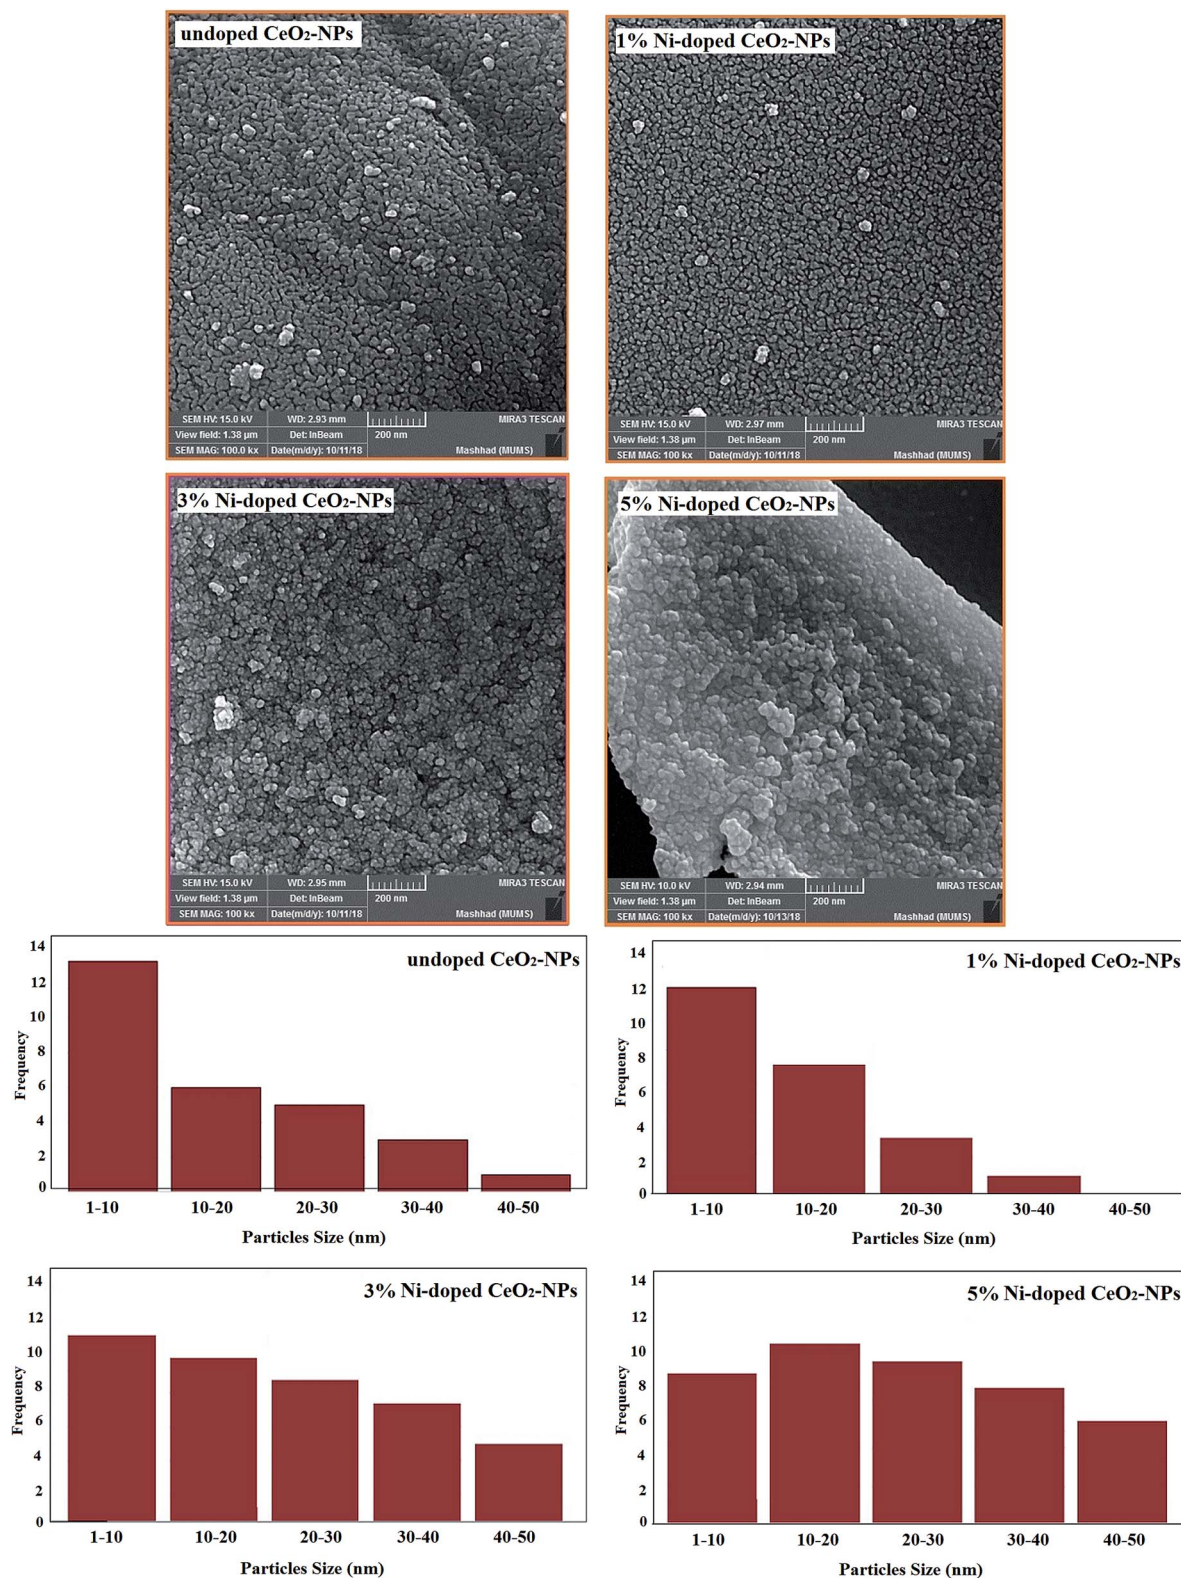 undoped CeO₂-NPs
1% Ni-doped CeO₂-NPs
SEM HV: 15.0 kV WD: 2.93 mm MIRA3 TESCAN
View field: 1.38 µm Det: InBeam 200 nm
SEM MAG: 100.0 kx Date(m/d/y): 10/11/18 Mashhad (MUMS)
SEM HV: 15.0 kV WD: 2.97 mm MIRA3 TESCAN
View field: 1.38 µm Det: InBeam 200 nm
SEM MAG: 100 kx Date(m/d/y): 10/11/18 Mashhad (MUMS)
3% Ni-doped CeO₂-NPs
5% Ni-doped CeO₂-NPs
SEM HV: 15.0 kV WD: 2.95 mm MIRA3 TESCAN
View field: 1.38 µm Det: InBeam 200 nm
SEM MAG: 100 kx Date(m/d/y): 10/11/18 Mashhad (MUMS)
SEM HV: 10.0 kV WD: 2.94 mm MIRA3 TESCAN
View field: 1.38 µm Det: InBeam 200 nm
SEM MAG: 100 kx Date(m/d/y): 10/13/18 Mashhad (MUMS)
undoped CeO₂-NPs
Frequency
14
12
10
8
6
4
2
0
1-10 10-20 20-30 30-40 40-50
Particles Size (nm)
1% Ni-doped CeO₂-NPs
Frequency
14
12
10
8
6
4
2
0
1-10 10-20 20-30 30-40 40-50
Particles Size (nm)
3% Ni-doped CeO₂-NPs
Frequency
14
12
10
8
6
4
2
0
1-10 10-20 20-30 30-40 40-50
Particles Size (nm)
5% Ni-doped CeO₂-NPs
Frequency
14
12
10
8
6
4
2
0
1-10 10-20 20-30 30-40 40-50
Particles Size (nm)